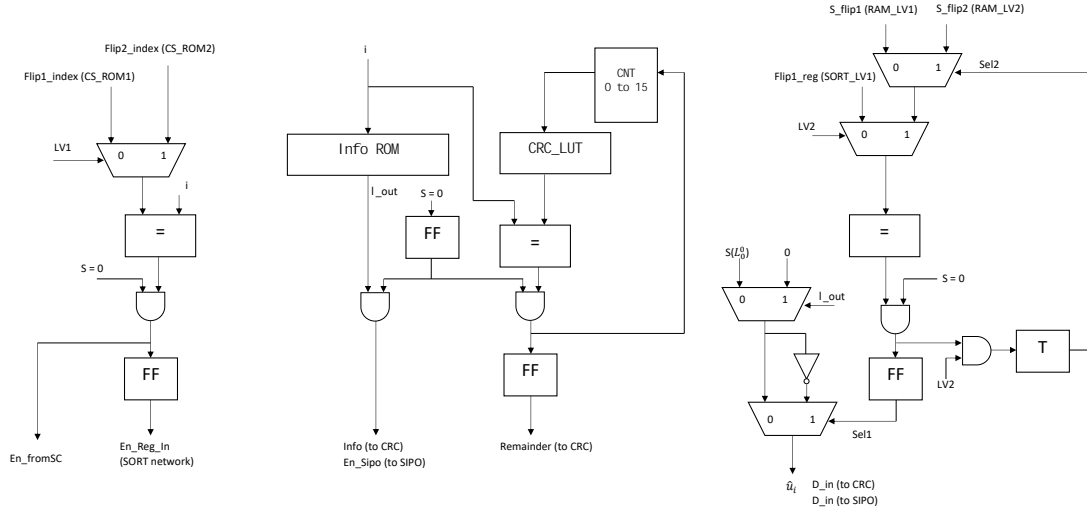 Flip2_index (CS_ROM2)
Flip1_index (CS_ROM1)
LV1
0 1
i
=
S = 0
FF
En_fromSC
En_Reg_In
(SORT network)
i
CNT
0 to 15
Info ROM
CRC_LUT
I_out
S = 0
FF
=
FF
Info (to CRC)
En_Sipo (to SIPO)
Remainder (to CRC)
S_flip1 (RAM_LV1)
S_flip2 (RAM_LV2)
0 1
Sel2
Flip1_reg (SORT_LV1)
LV2
0 1
=
S(L₀⁰)
0
S = 0
0 1
I_out
T
FF
LV2
0 1
Sel1
û_i
D_in (to CRC)
D_in (to SIPO)